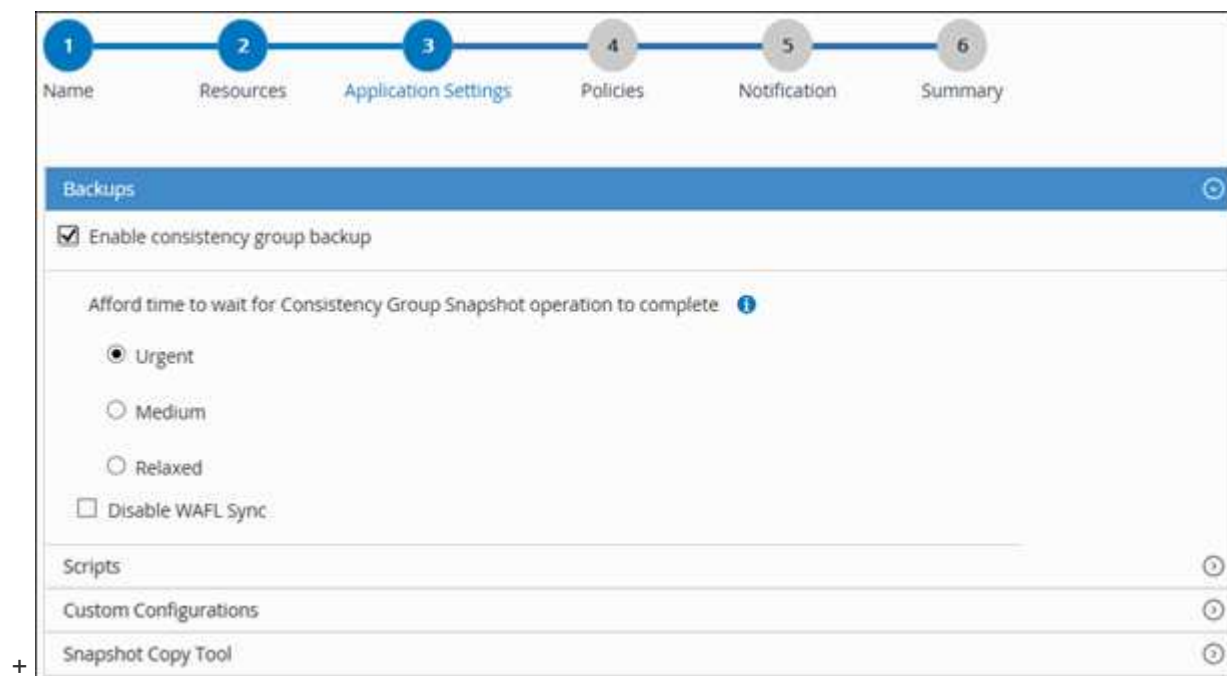 1 2 3 4 5 6
Name Resources Application Settings Policies Notification Summary
Backups
Enable consistency group backup
Afford time to wait for Consistency Group Snapshot operation to complete i
Urgent
Medium
Relaxed
Disable WAFL Sync
Scripts
Custom Configurations
Snapshot Copy Tool
+